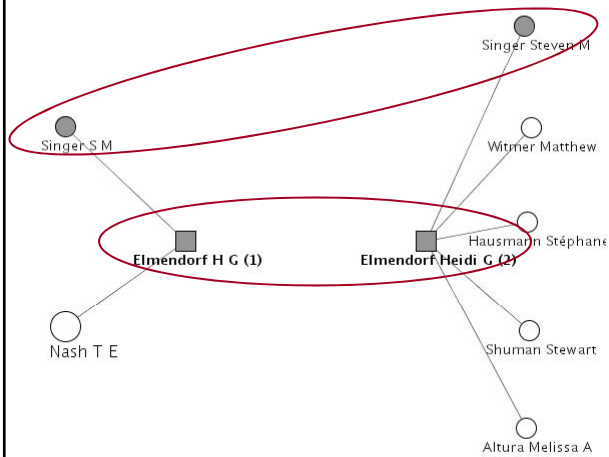 Singer Steven M
Singer S M
Witmer Matthew
Hausmann Stéphane
Elmendorf H G (1)
Elmendorf Heidi G (2)
Nash T E
Shuman Stewart
Altura Melissa A